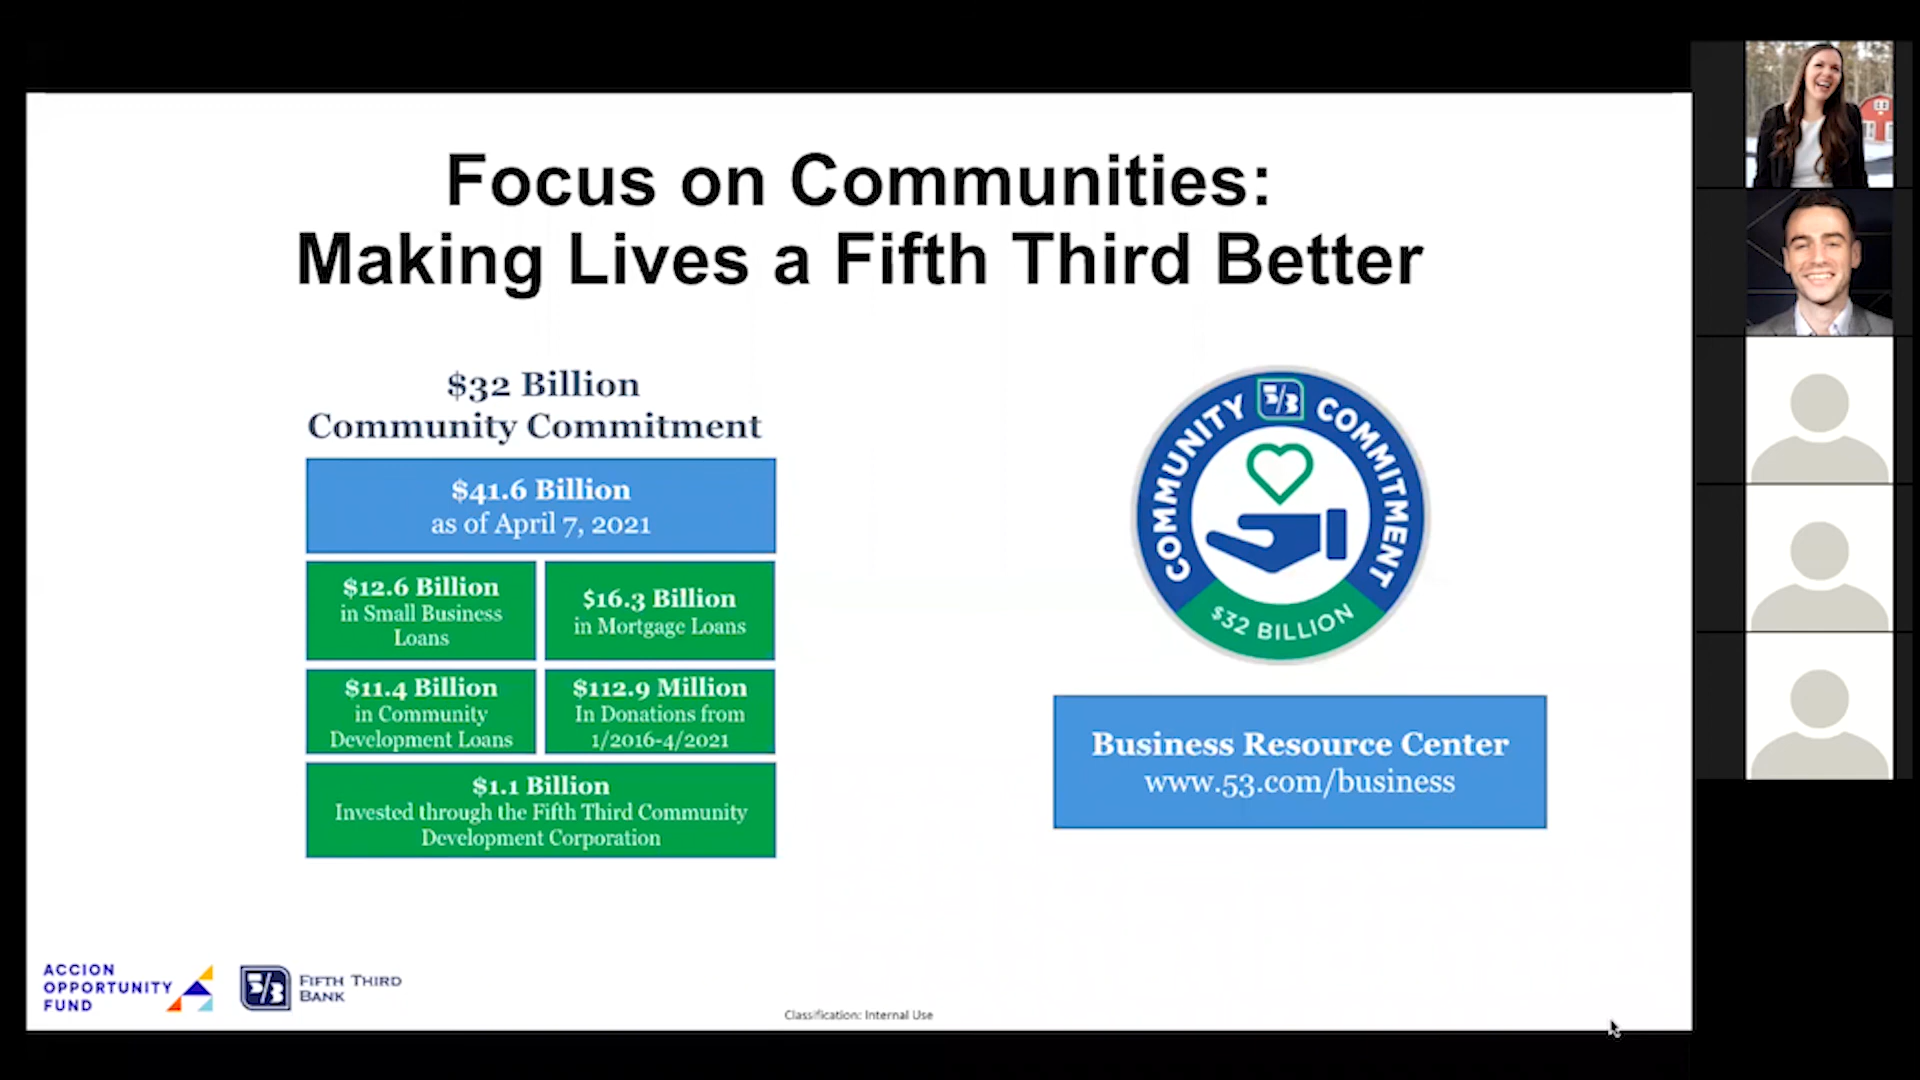 Focus on Communities:
Making Lives a Fifth Third Better
$32 Billion
Community Commitment
$41.6 Billion
as of April 7, 2021
$12.6 Billion
in Small Business
Loans
$16.3 Billion
in Mortgage Loans
$11.4 Billion
in Community
Development Loans
$112.9 Million
In Donations from
1/2016-4/2021
$1.1 Billion
Invested through the Fifth Third Community
Development Corporation
COMMUNITY 5/3 COMMITMENT
$32 BILLION
Business Resource Center
www.53.com/business
ACCION
OPPORTUNITY
FUND
5/3
FIFTH THIRD
BANK
Classification: Internal Use